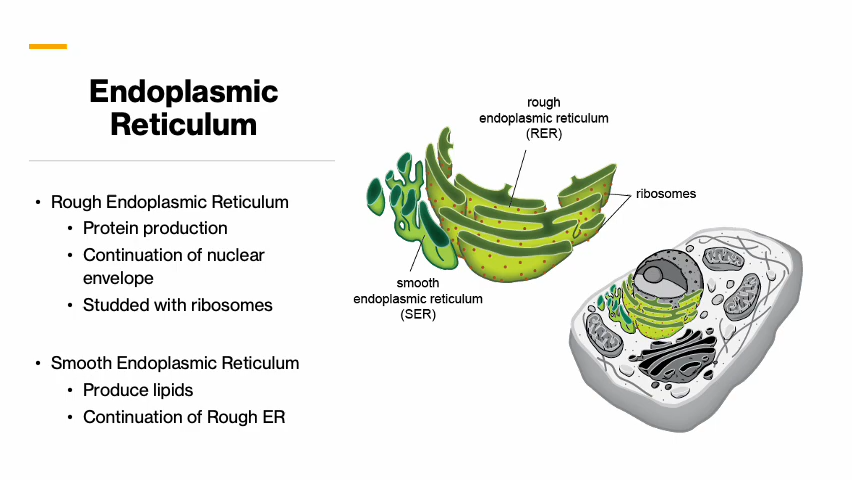 Endoplasmic
Reticulum
• Rough Endoplasmic Reticulum
• Protein production
• Continuation of nuclear
envelope
• Studded with ribosomes
• Smooth Endoplasmic Reticulum
• Produce lipids
• Continuation of Rough ER
rough
endoplasmic reticulum
(RER)
ribosomes
smooth
endoplasmic reticulum
(SER)